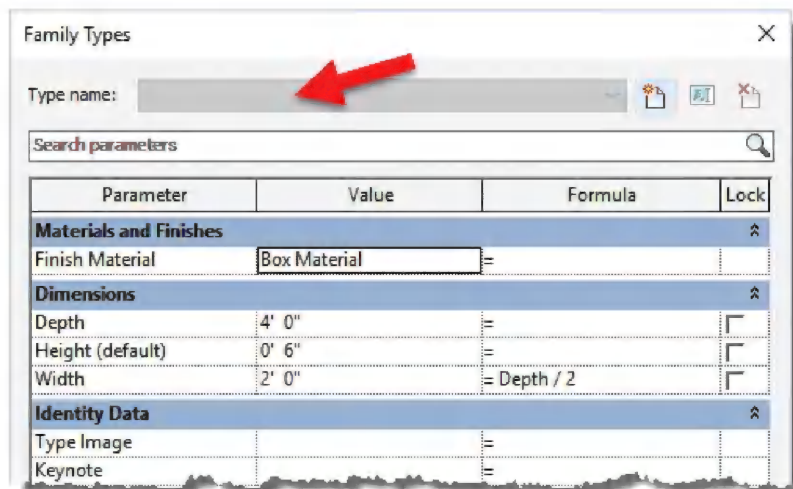 Family Types
Type name:
Search parameters
Parameter Value Formula Lock
Materials and Finishes
Finish Material Box Material =
Dimensions
Depth 4' 0" =
Height (default) 0' 6" =
Width 2' 0" = Depth / 2
Identity Data
Type Image =
Keynote =